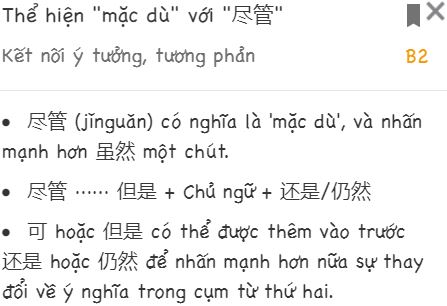 Thể hiện "mặc dù" với "尽管"
Kết nối ý tưởng, tương phản
B2
• 尽管 (jǐnguǎn) có nghĩa là 'mặc dù', và nhấn
mạnh hơn 虽然 một chút.
• 尽管 …… 但是 + Chủ ngữ + 还是/仍然
• 可 hoặc 但是 có thể được thêm vào trước
还是 hoặc 仍然 để nhấn mạnh hơn nữa sự thay
đổi về ý nghĩa trong cụm từ thứ hai.